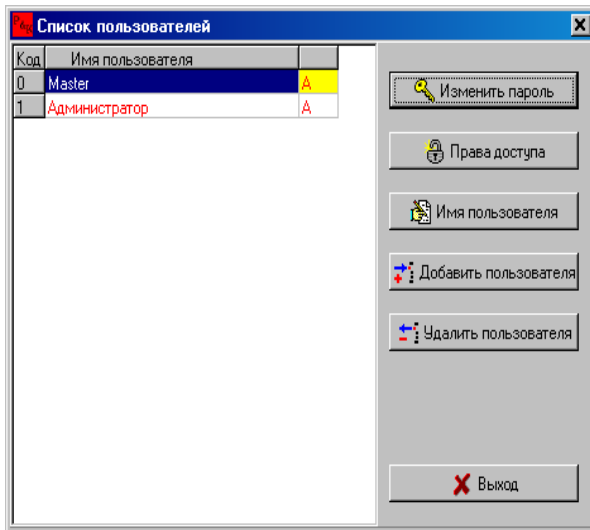 Список пользователей
Код Имя пользователя
0 Master A
1 Администратор A
Изменить пароль
Права доступа
Имя пользователя
Добавить пользователя
Удалить пользователя
Выход